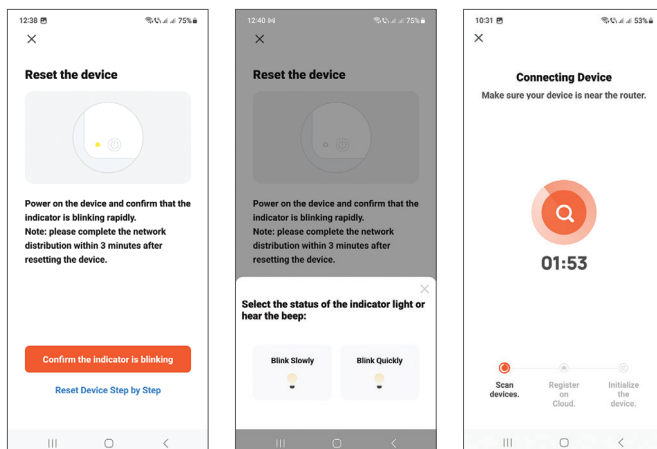 12:38
75%
Reset the device
Power on the device and confirm that the
indicator is blinking rapidly.
Note: please complete the network
distribution within 3 minutes after
resetting the device.
Confirm the indicator is blinking
Reset Device Step by Step
12:40
75%
Reset the device
Power on the device and confirm that the
indicator is blinking rapidly.
Note: please complete the network
distribution within 3 minutes after
resetting the device.
Select the status of the indicator light or
hear the beep:
Blink Slowly
Blink Quickly
10:31
53%
Connecting Device
Make sure your device is near the router.
01:53
Scan
devices.
Register
on
Cloud.
Initialize
the
device.